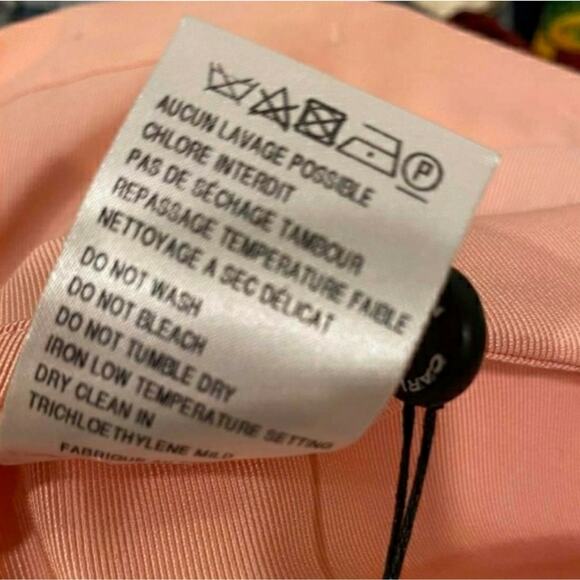 P
AUCUN LAVAGE POSSIBLE
CHLORE INTERDIT
PAS DE SÉCHAGE TAMBOUR
REPASSAGE TEMPERATURE FAIBLE
NETTOYAGE A SEC DÉLICAT
DO NOT WASH
DO NOT BLEACH
DO NOT TUMBLE DRY
IRON LOW TEMPERATURE SETTING
DRY CLEAN IN
TRICHLOETHYLENE MILD